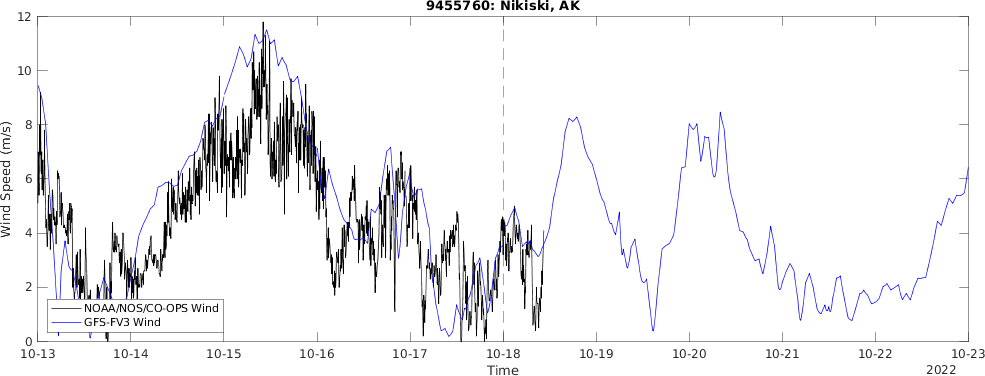 9455760: Nikiski, AK
Wind Speed (m/s)
12
10
8
6
4
2
0
NOAA/NOS/CO-OPS Wind
GFS-FV3 Wind
10-13 10-14 10-15 10-16 10-17 10-18 10-19 10-20 10-21 10-22 10-23
Time
2022